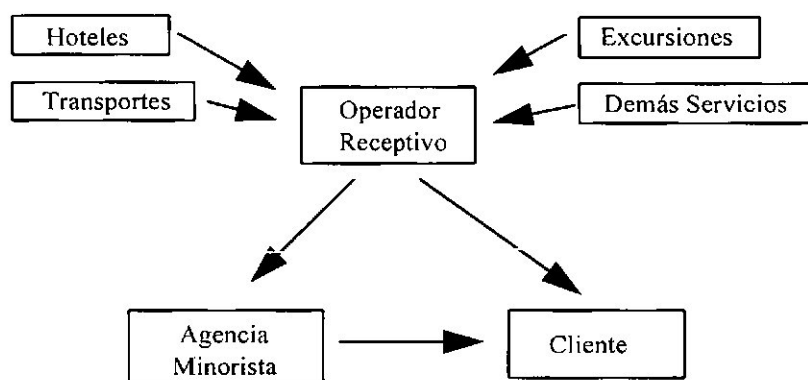 Hoteles
Excursiones
Transportes
Demás Servicios
Operador
Receptivo
Agencia
Minorista
Cliente